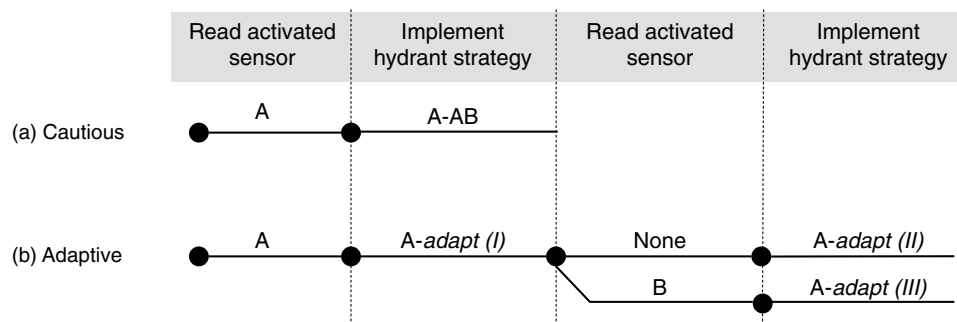 Read activated sensor
Implement hydrant strategy
Read activated sensor
Implement hydrant strategy
(a) Cautious
A
A-AB
(b) Adaptive
A
A-adapt (I)
None
A-adapt (II)
B
A-adapt (III)